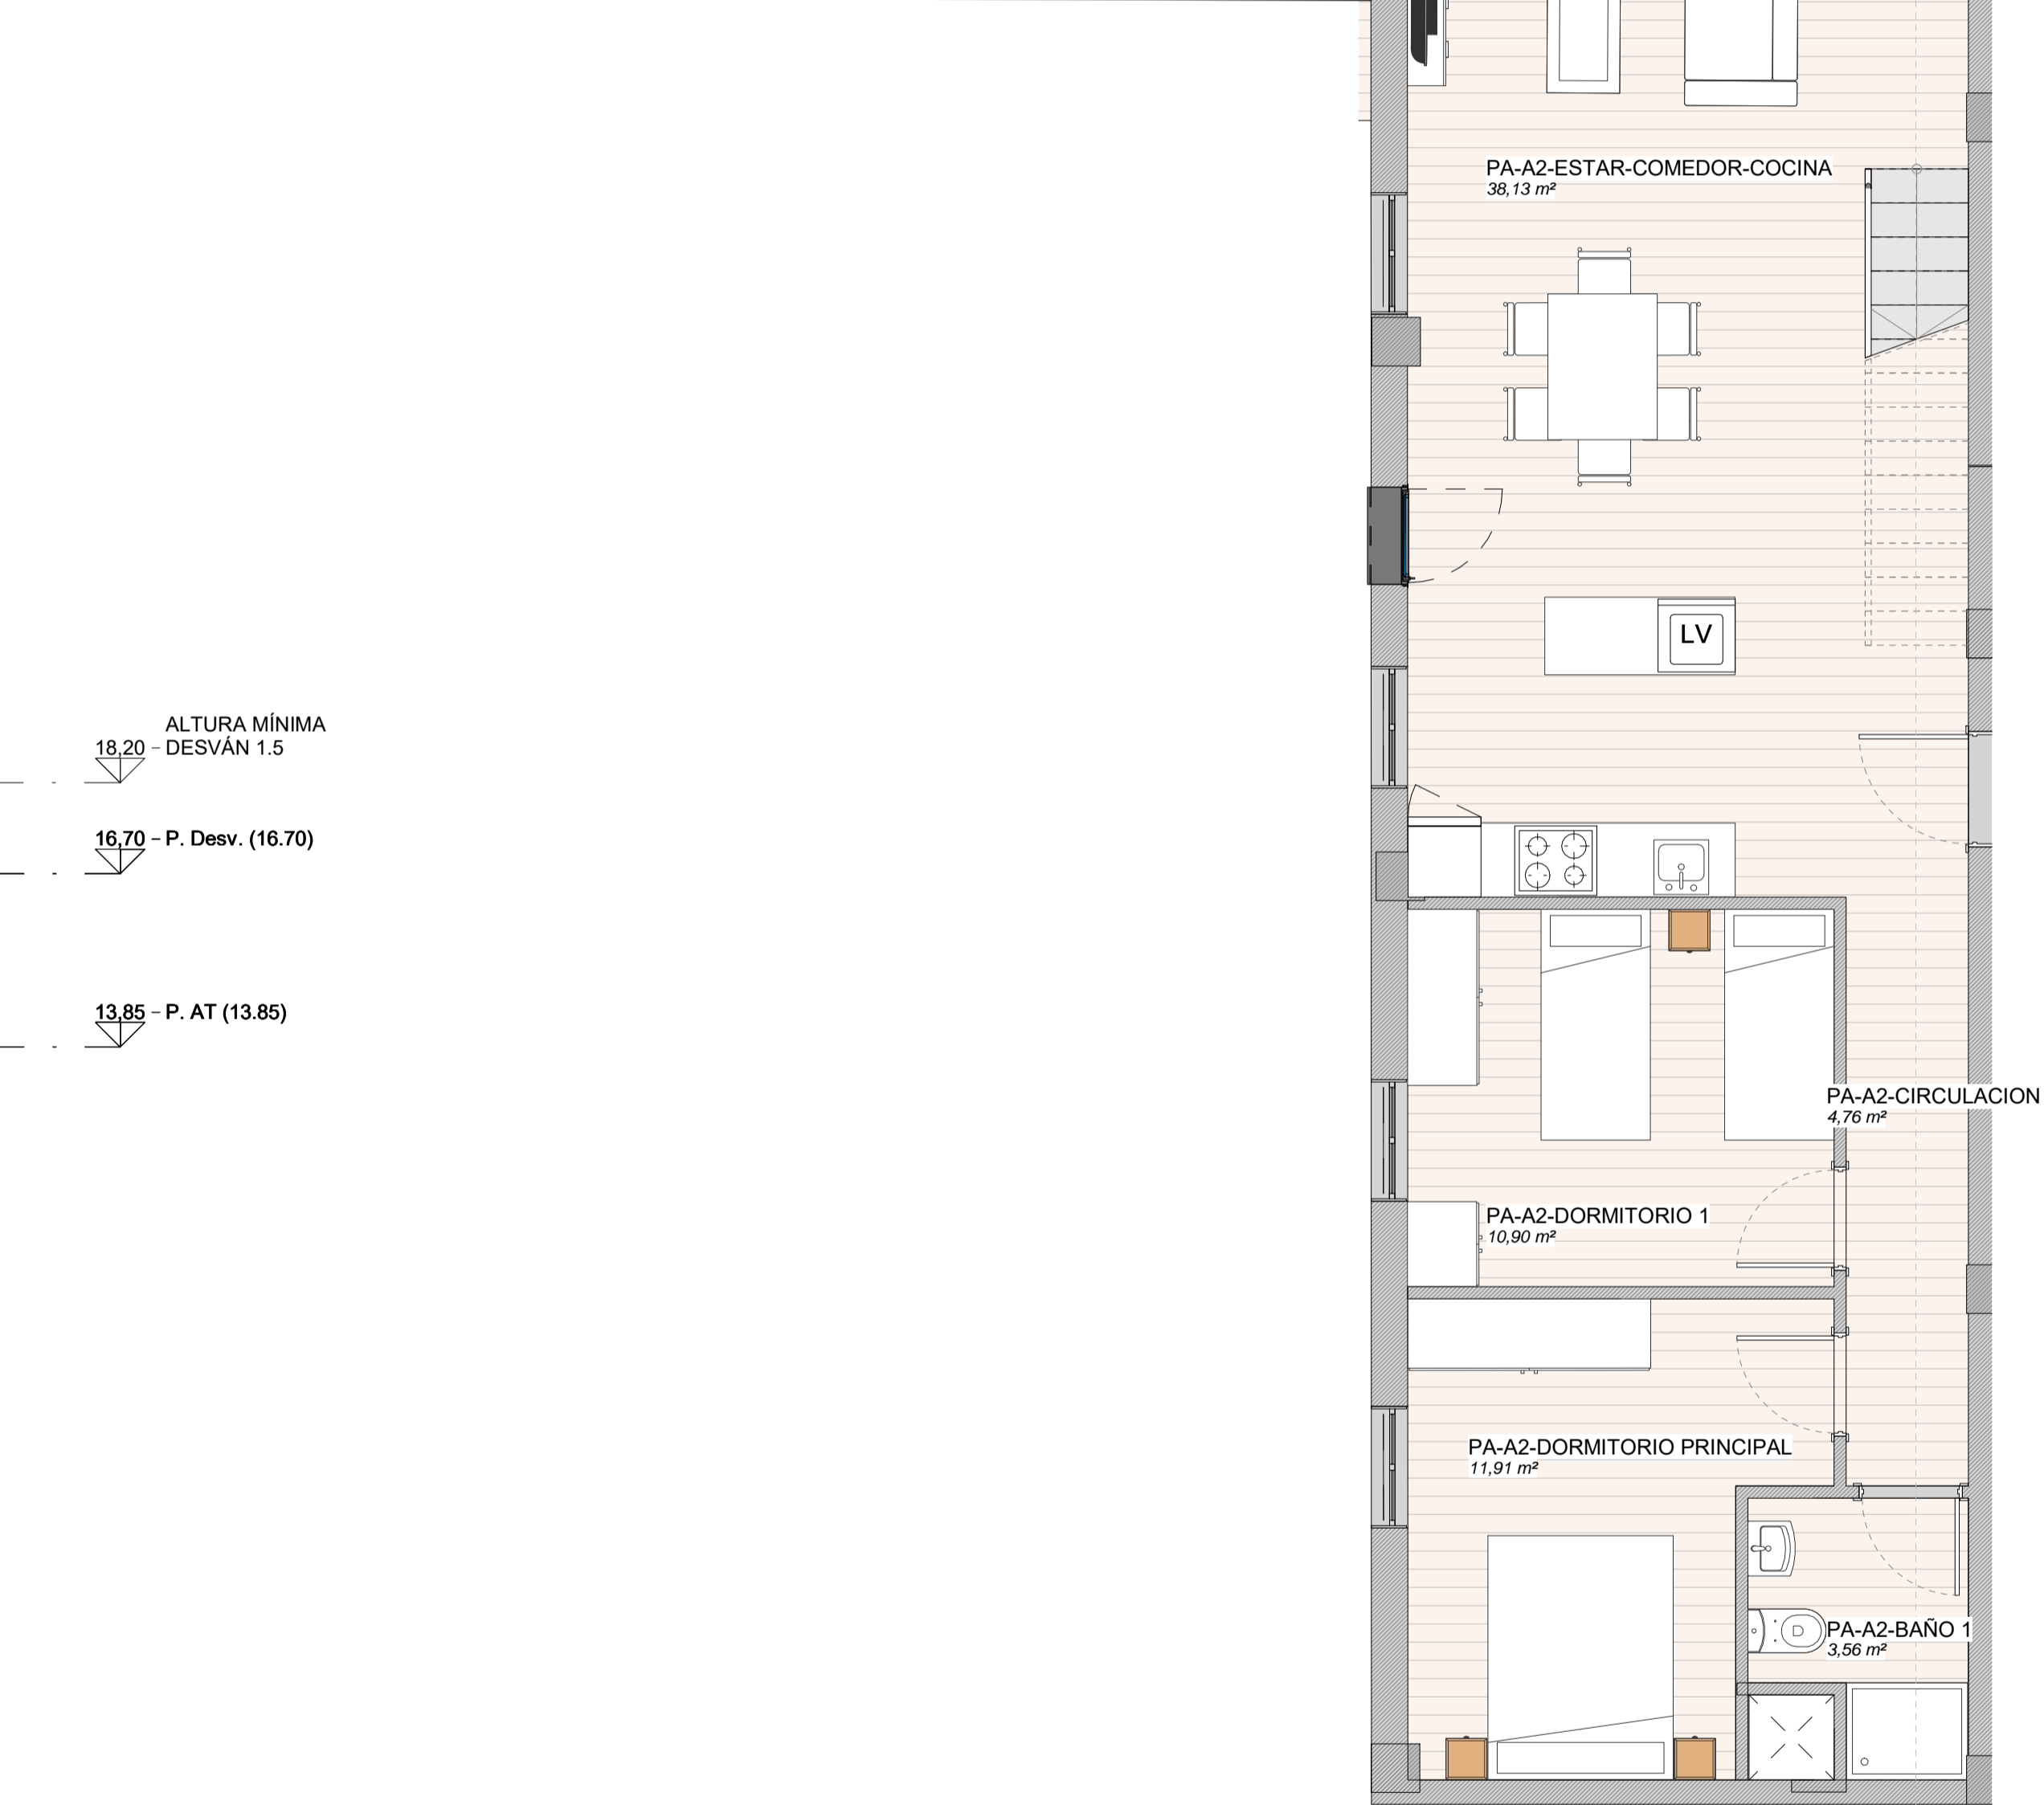 PA-A2-ESTAR-COMEDOR-COCINA
38,13 m²
LV
ALTURA MÍNIMA
18,20 – DESVÁN 1.5
16,70 – P. Desv. (16.70)
13,85 – P. AT (13.85)
PA-A2-CIRCULACION
4,76 m²
PA-A2-DORMITORIO 1
10,90 m²
PA-A2-DORMITORIO PRINCIPAL
11,91 m²
PA-A2-BAÑO 1
3,56 m²